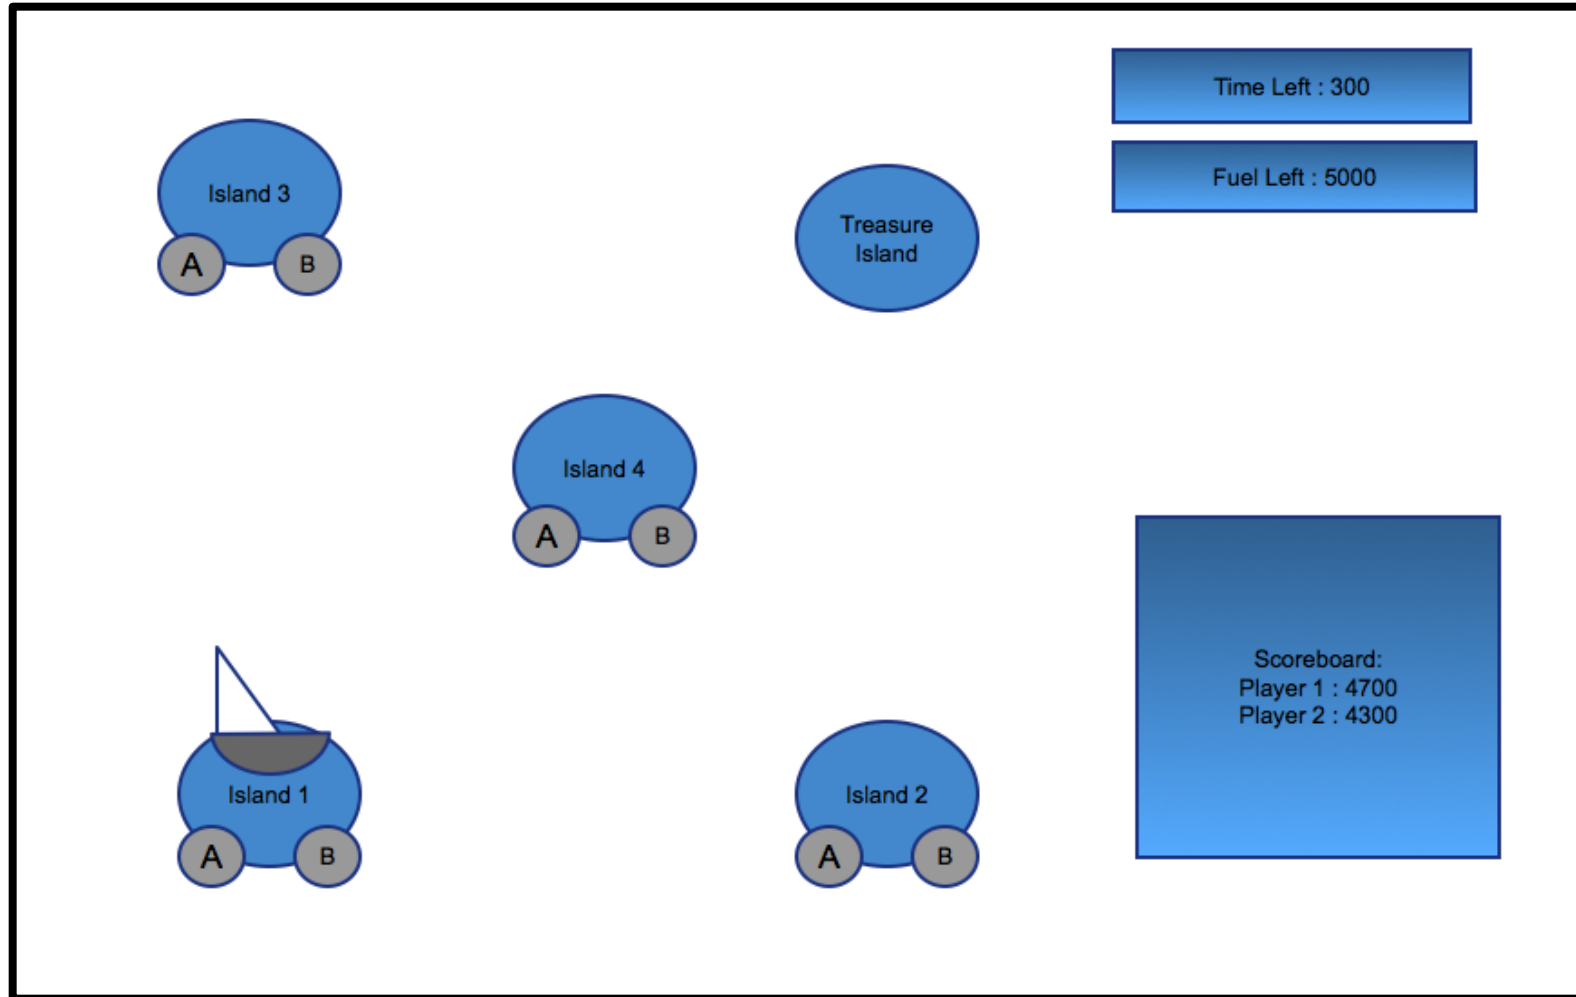 Time Left : 300
Fuel Left : 5000
Island 3
A
B
Treasure
Island
Island 4
A
B
Island 1
A
B
Island 2
A
B
Scoreboard:
Player 1 : 4700
Player 2 : 4300